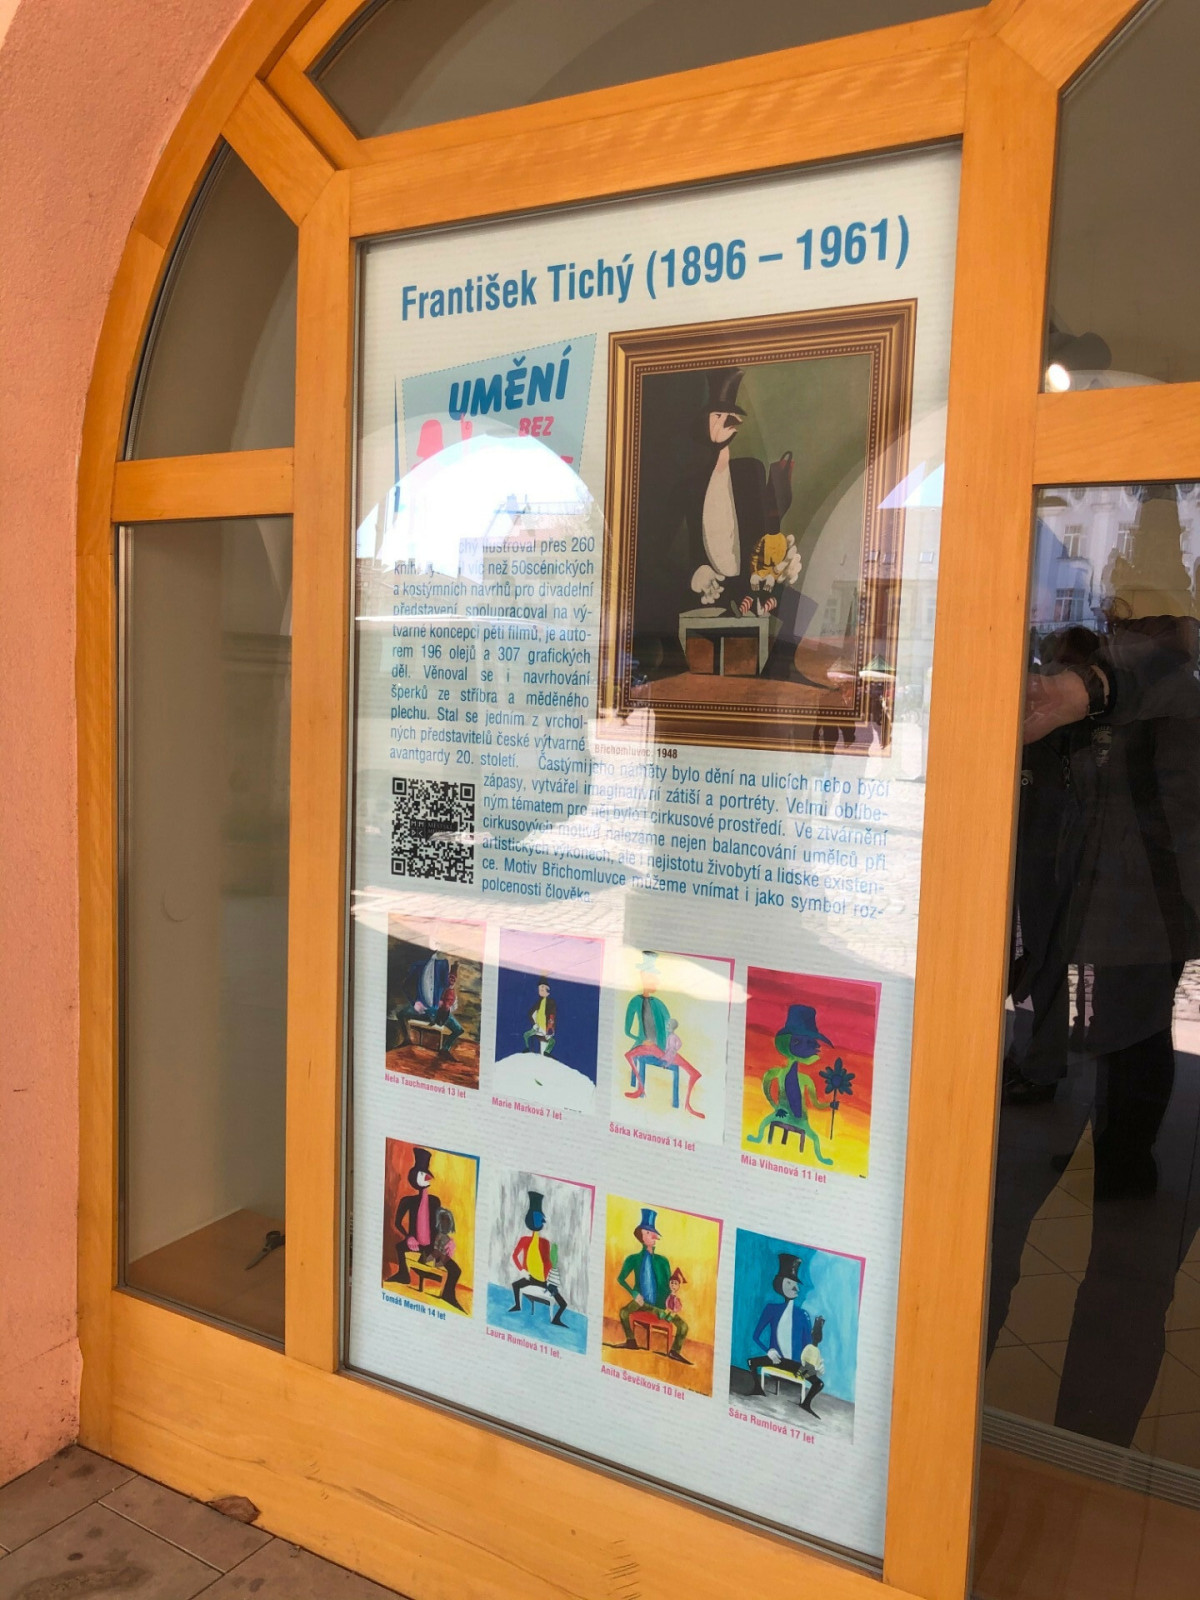 František Tichý (1896 – 1961)
UMĚNÍ
BEZ
ilustroval přes 260
víc než 50scénických
a kostýmních návrhů pro divadelní
představení, spolupracoval na vý-
tvarné koncepci pěti filmů, je auto-
rem 196 olejů a 307 grafických
děl. Věnoval se i navrhování
šperků ze stříbra a měděného
plechu. Stal se jedním z vrchol-
ných představitelů české výtvarné
avantgardy 20. století. Častými jeho náměty bylo dění na ulicích nebo býčí
zápasy, vytvářel imaginativní zátiší a portréty. Velmi oblíbe-
ným tématem pro něj bylo i cirkusové prostředí. Ve ztvárnění
cirkusových motivů nalézáme nejen balancování umělců při
artistických výkonech, ale i nejistotu živobytí a lidské existen-
ce. Motiv Břichomluvce můžeme vnímat i jako symbol roz-
polcenosti člověka.
Břichomluvec, 1948
Nela Tauchmanová 13 let
Marie Marková 7 let
Šárka Kavanová 14 let
Mia Vihanová 11 let
Tomáš Mertlík 14 let
Laura Rumlová 11 let.
Anita Ševčíková 10 let
Sára Rumlová 17 let